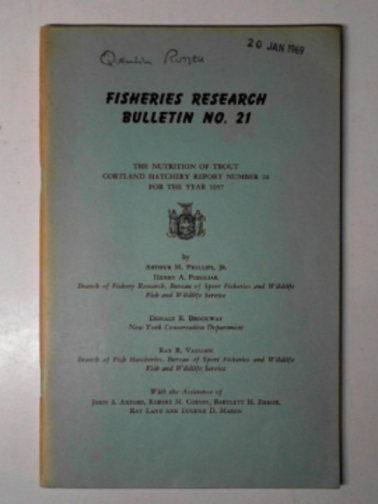 20 JAN 1969
Quentin
FISHERIES RESEARCH
BULLETIN NO. 21
THE NUTRITION OF TROUT
CORTLAND HATCHERY REPORT NUMBER 26
FOR THE YEAR 1957
by
ARTHUR M. PHILLIPS, JR.
HENRY A. PODOLIAK
Branch of Fishery Research, Bureau of Sport Fisheries and Wildlife
Fish and Wildlife Service
DONALD R. BROCKWAY
New York Conservation Department
RAY R. VAUGHN
Branch of Fish Hatcheries, Bureau of Sport Fisheries and Wildlife
Fish and Wildlife Service
With the Assistance of
JOHN S. ROBERT M. BARTLETT H.
RAY LANE AND EUGENE D. MASON